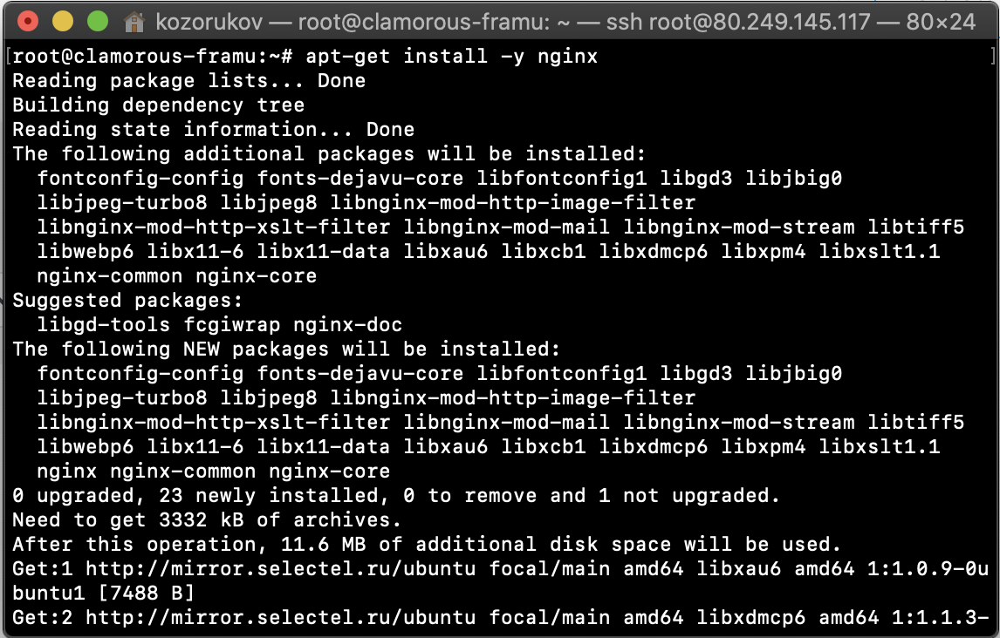 kozorukov — root@clamorous-framu: ~ — ssh root@80.249.145.117 — 80×24
[root@clamorous-framu:~# apt-get install -y nginx ]
Reading package lists... Done
Building dependency tree
Reading state information... Done
The following additional packages will be installed:
  fontconfig-config fonts-dejavu-core libfontconfig1 libgd3 libjbig0
  libjpeg-turbo8 libjpeg8 libnginx-mod-http-image-filter
  libnginx-mod-http-xslt-filter libnginx-mod-mail libnginx-mod-stream libtiff5
  libwebp6 libx11-6 libx11-data libxau6 libxcb1 libxdmcp6 libxpm4 libxslt1.1
  nginx-common nginx-core
Suggested packages:
  libgd-tools fcgiwrap nginx-doc
The following NEW packages will be installed:
  fontconfig-config fonts-dejavu-core libfontconfig1 libgd3 libjbig0
  libjpeg-turbo8 libjpeg8 libnginx-mod-http-image-filter
  libnginx-mod-http-xslt-filter libnginx-mod-mail libnginx-mod-stream libtiff5
  libwebp6 libx11-6 libx11-data libxau6 libxcb1 libxdmcp6 libxpm4 libxslt1.1
  nginx nginx-common nginx-core
0 upgraded, 23 newly installed, 0 to remove and 1 not upgraded.
Need to get 3332 kB of archives.
After this operation, 11.6 MB of additional disk space will be used.
Get:1 http://mirror.selectel.ru/ubuntu focal/main amd64 libxau6 amd64 1:1.0.9-0u
buntu1 [7488 B]
Get:2 http://mirror.selectel.ru/ubuntu focal/main amd64 libxdmcp6 amd64 1:1.1.3-